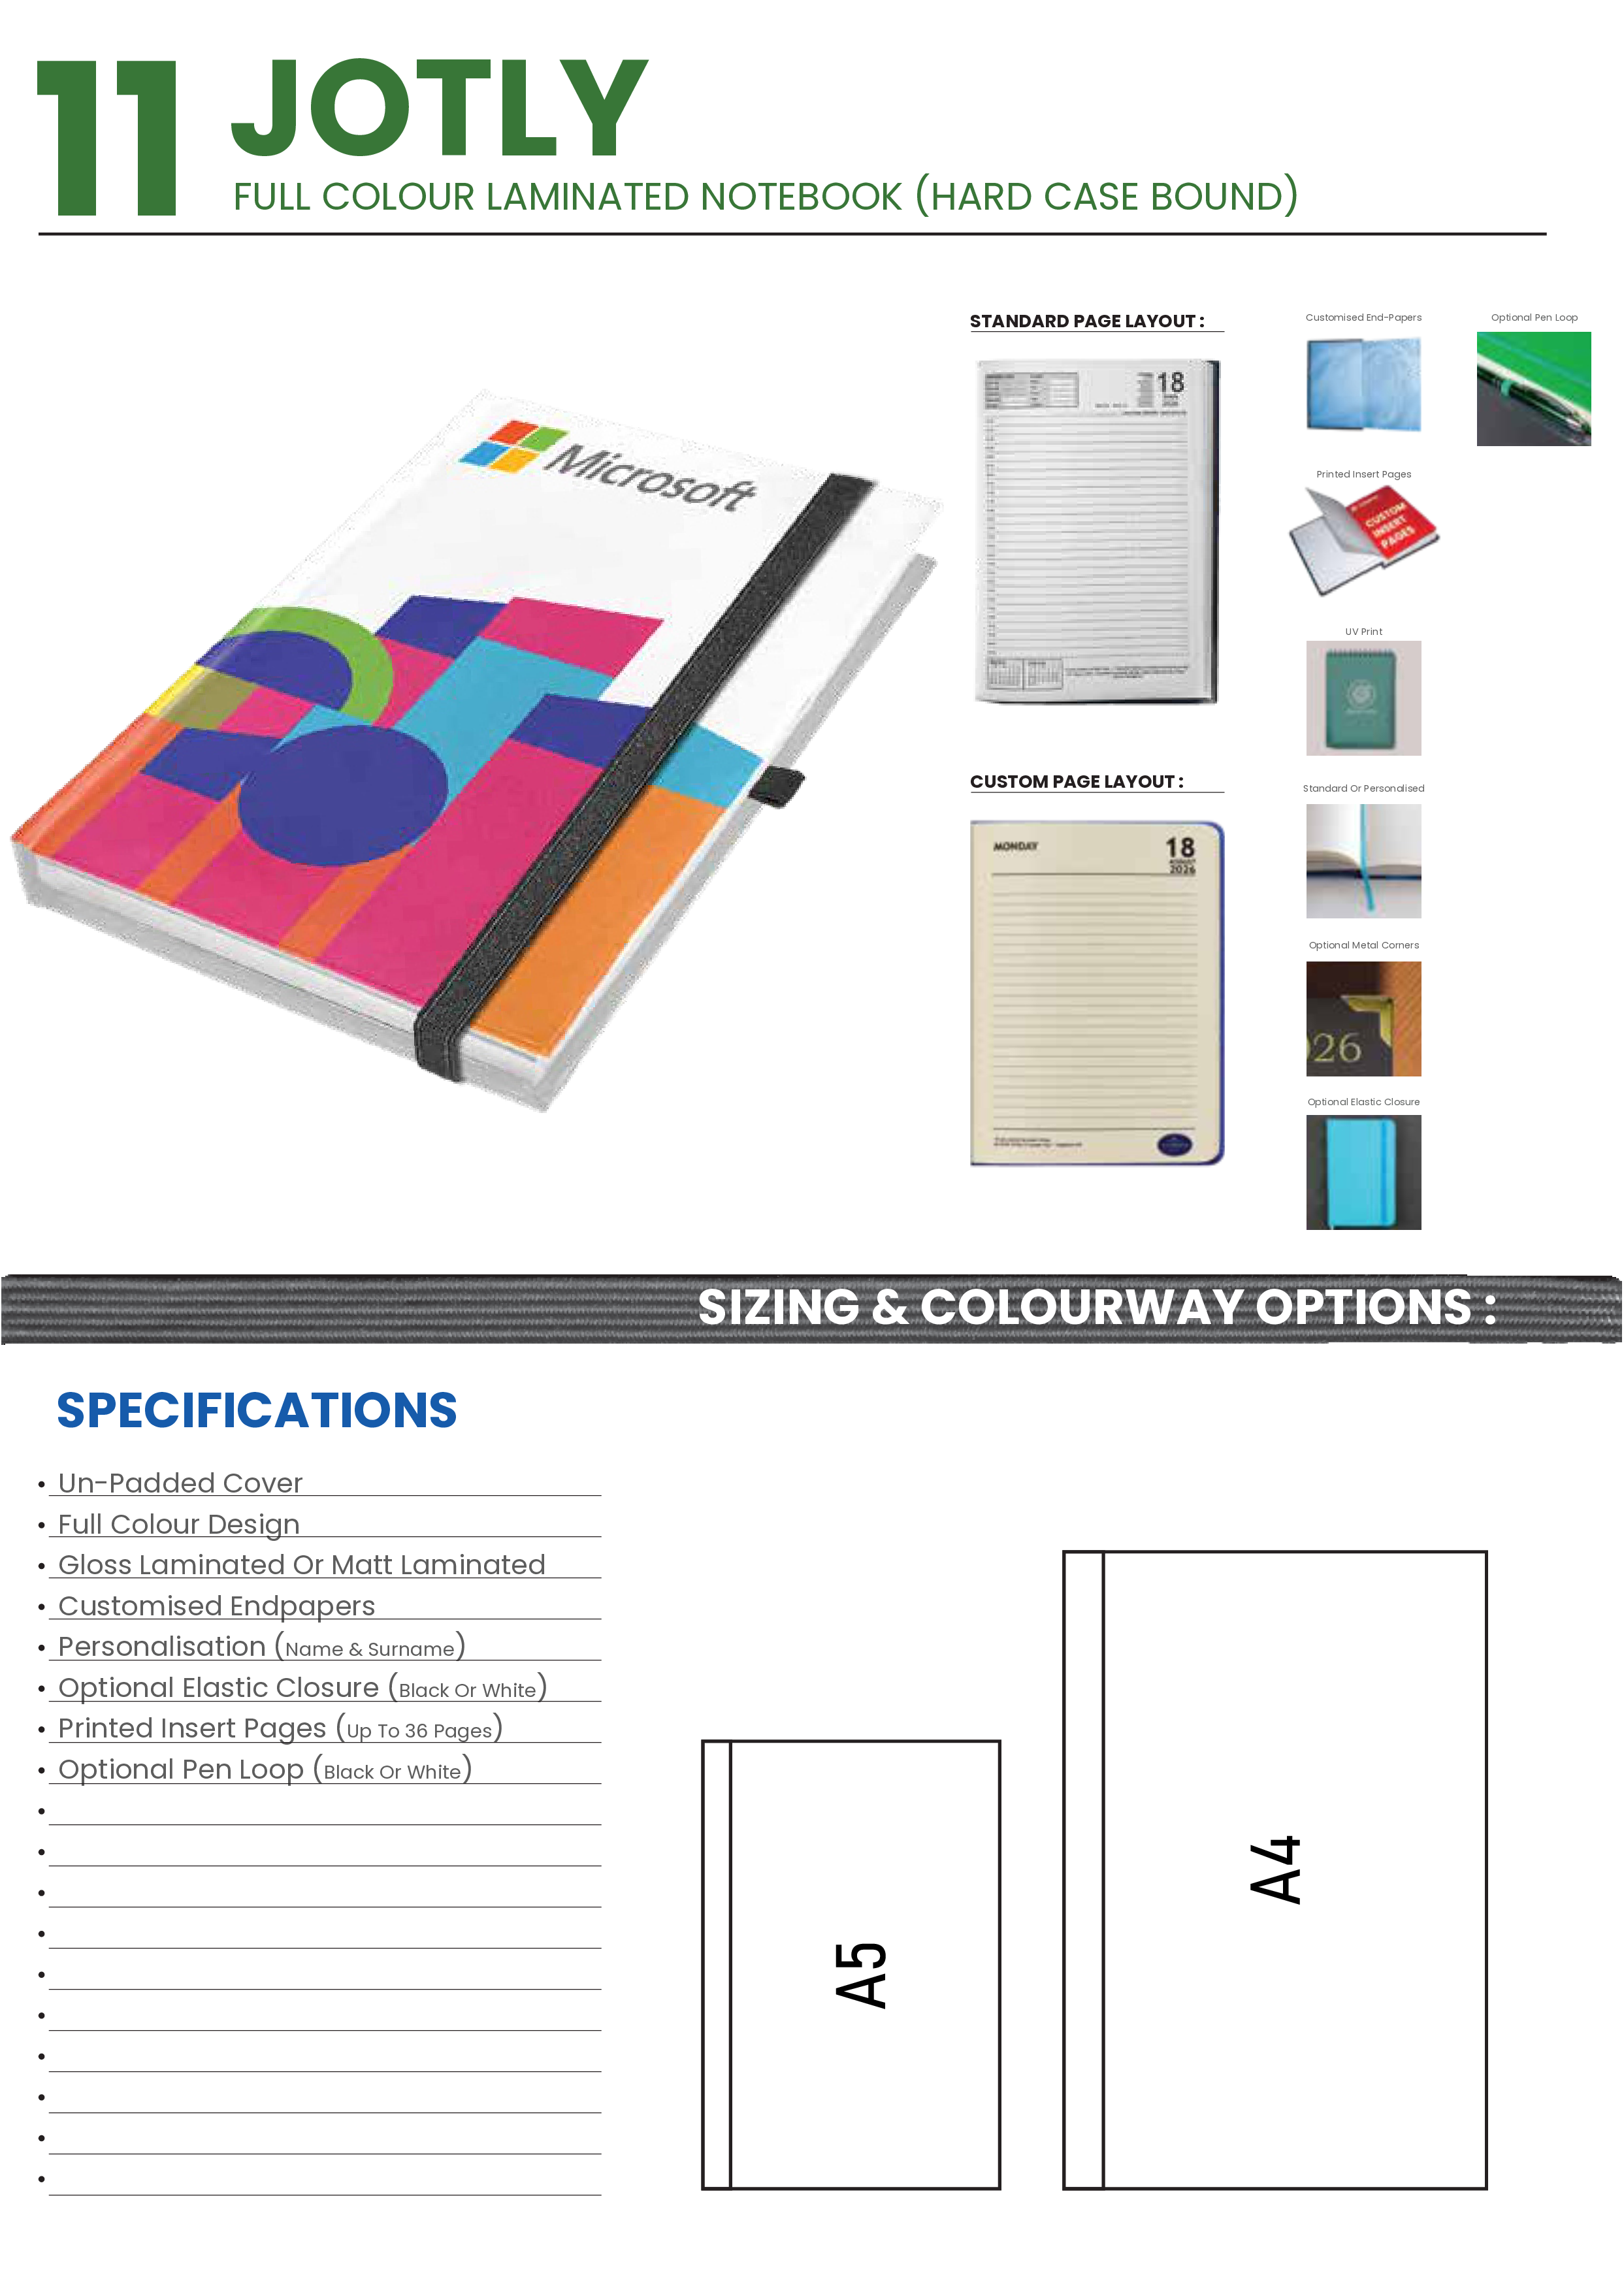 11
JOTLY
FULL COLOUR LAMINATED NOTEBOOK (HARD CASE BOUND)
Microsoft
STANDARD PAGE LAYOUT :
18
CUSTOM PAGE LAYOUT :
MONDAY
18
AUGUST
2026
Customised End-Papers
Optional Pen Loop
Printed Insert Pages
CUSTOM
INSERT
PAGES
UV Print
Standard Or Personalised
Optional Metal Corners
026
Optional Elastic Closure
SIZING & COLOURWAY OPTIONS :
SPECIFICATIONS
• Un-Padded Cover
• Full Colour Design
• Gloss Laminated Or Matt Laminated
• Customised Endpapers
• Personalisation (Name & Surname)
• Optional Elastic Closure (Black Or White)
• Printed Insert Pages (Up To 36 Pages)
• Optional Pen Loop (Black Or White)
A5
A4